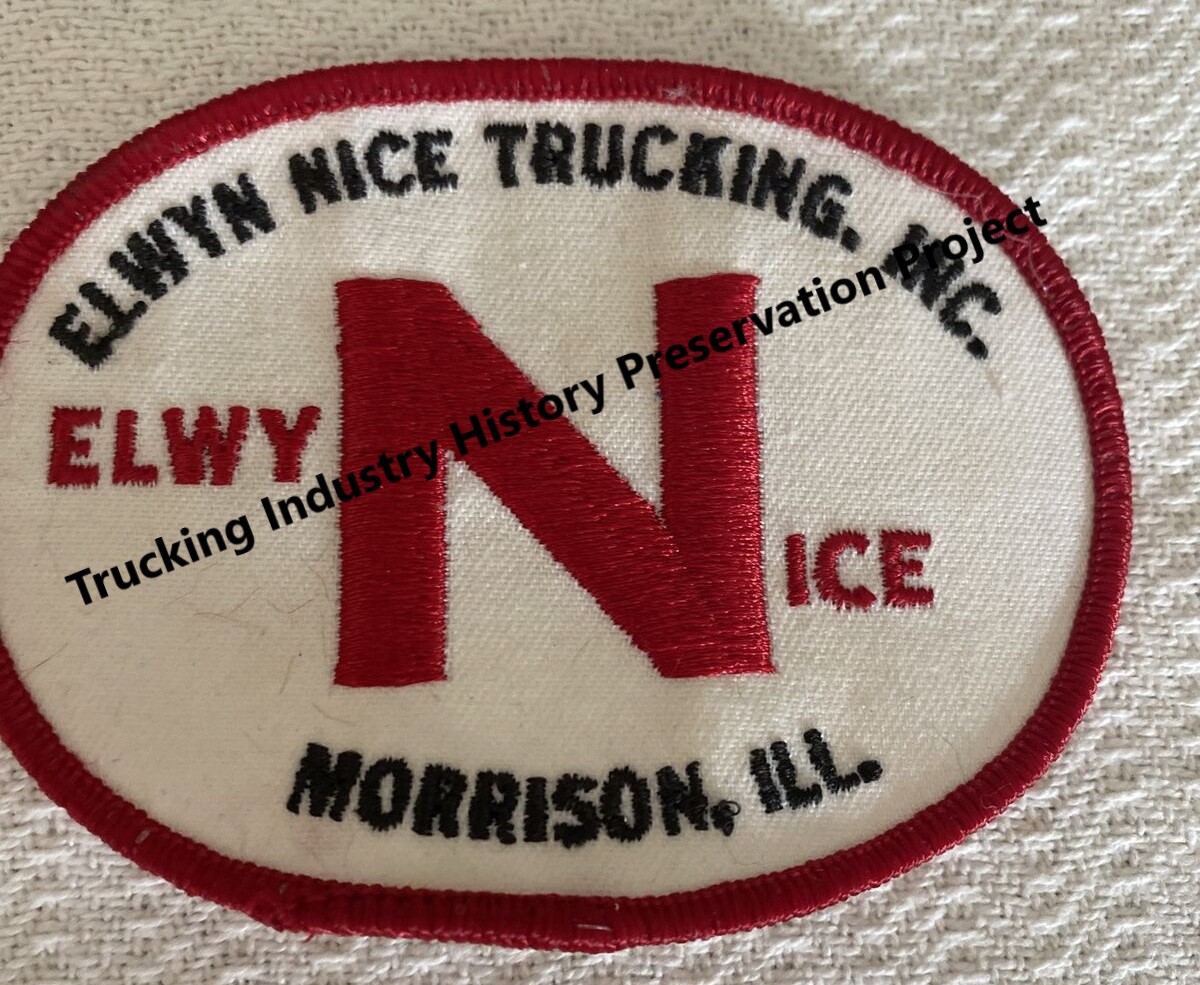 ELWYN NICE TRUCKING. INC.
ELWY N ICE
MORRISON, ILL.
Trucking Industry History Preservation Project